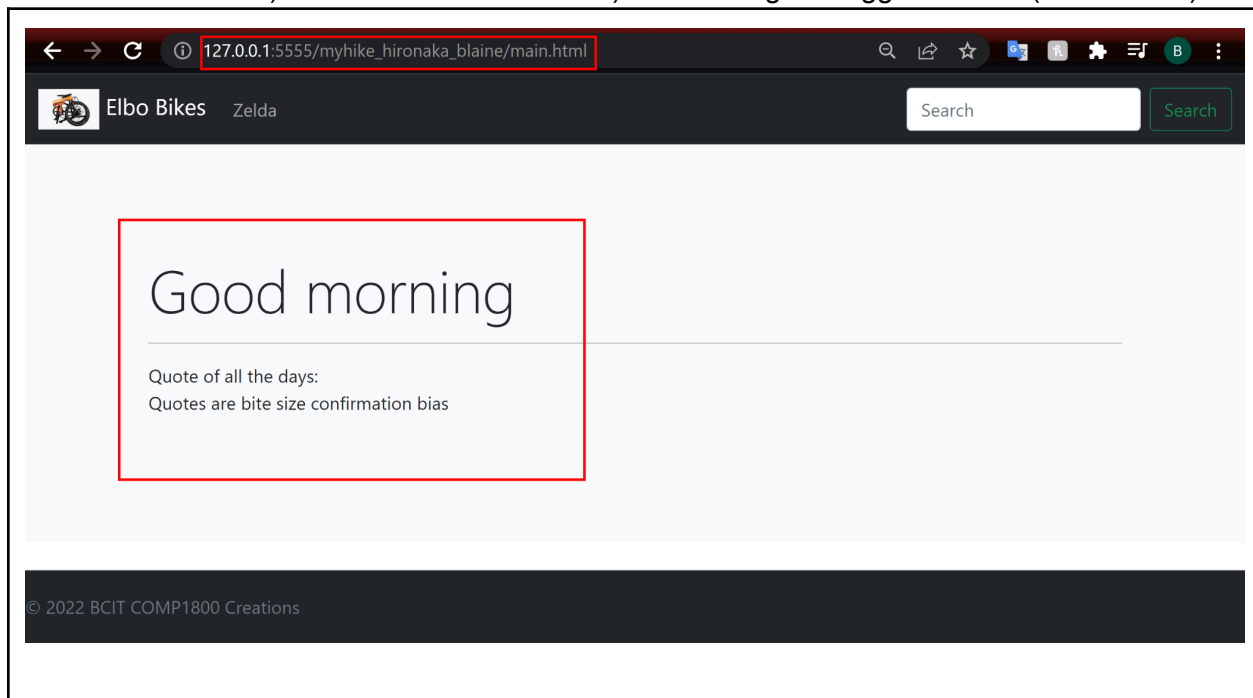 127.0.0.1:5555/myhike_hironaka_blaine/main.html
B
Elbo Bikes Zelda Search Search
Good morning
Quote of all the days:
Quotes are bite size confirmation bias
© 2022 BCIT COMP1800 Creations